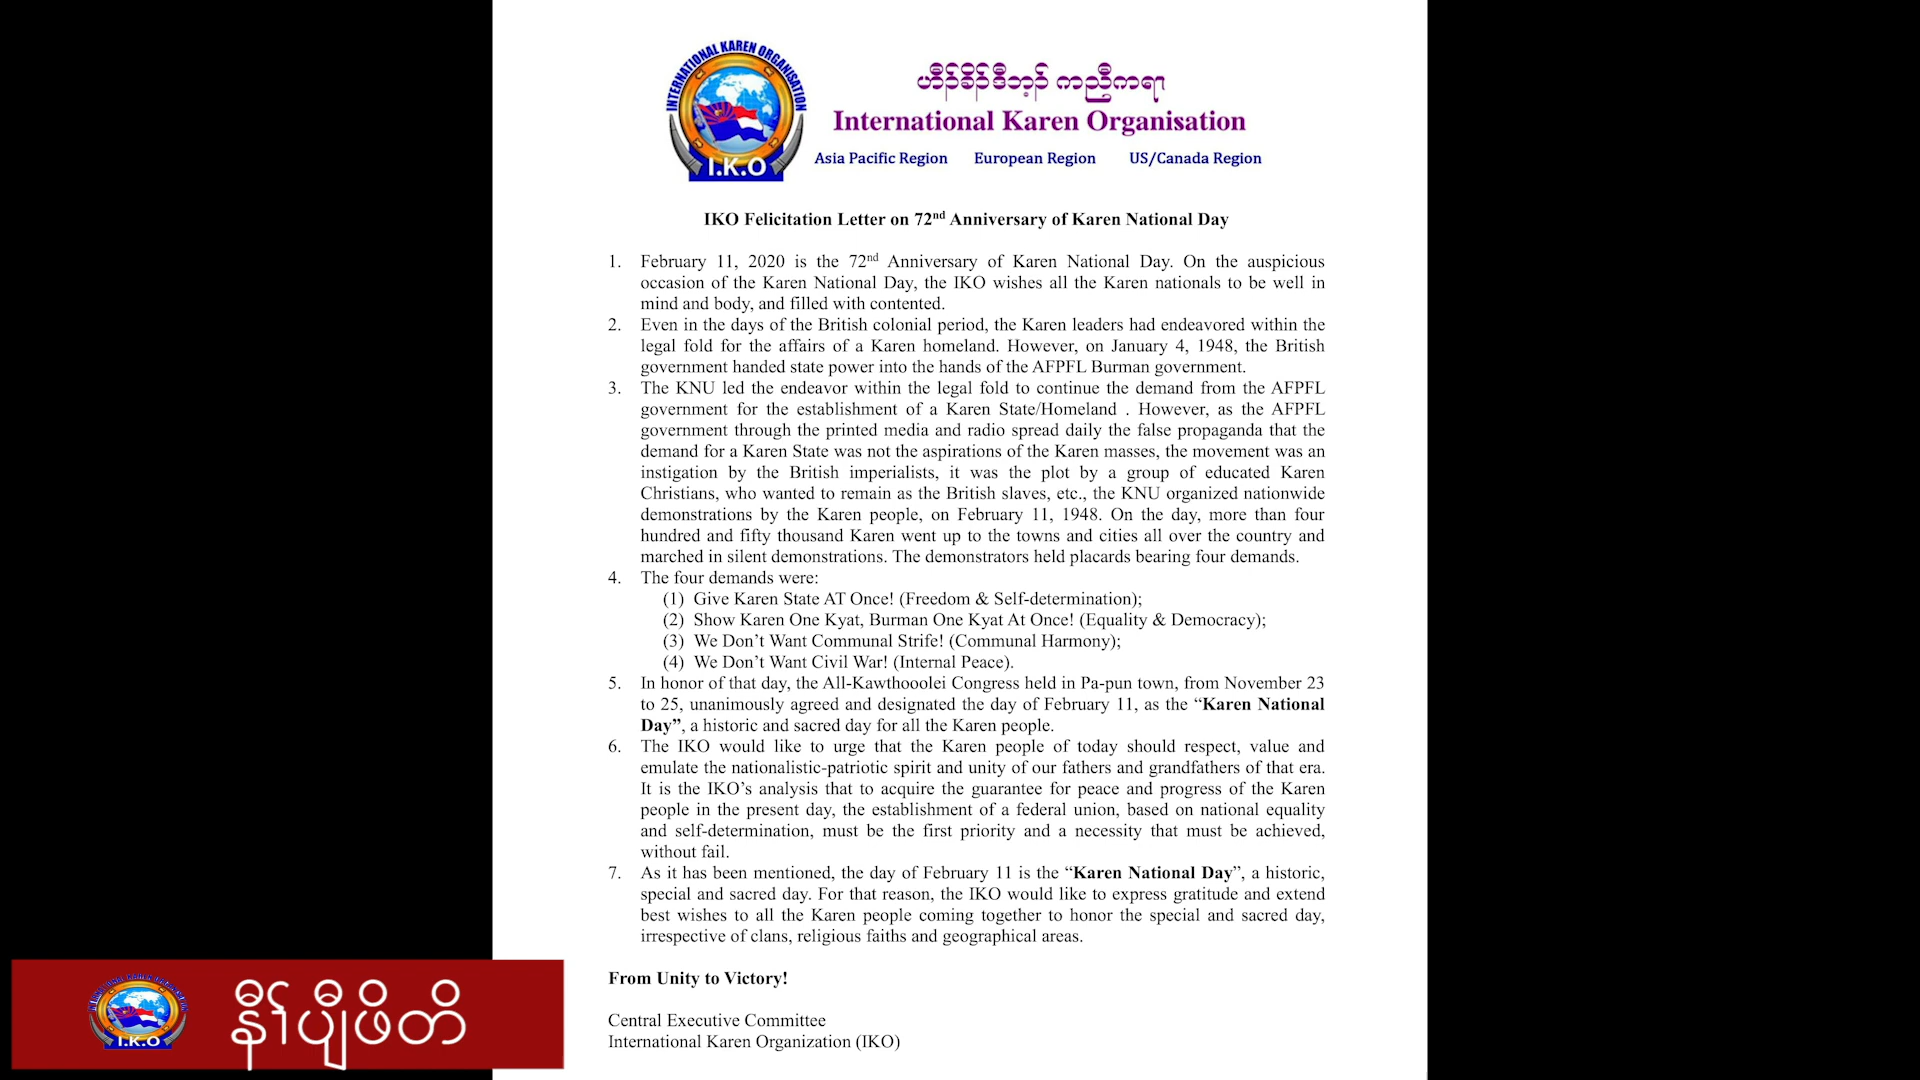 INTERNATIONAL KAREN ORGANISATION
I.K.O
ဟီၣ်ခိၣ်ဒီဘ့ၣ် ကညီကရၢ
International Karen Organisation
Asia Pacific Region European Region US/Canada Region
IKO Felicitation Letter on 72nd Anniversary of Karen National Day
1. February 11, 2020 is the 72nd Anniversary of Karen National Day. On the auspicious
occasion of the Karen National Day, the IKO wishes all the Karen nationals to be well in
mind and body, and filled with contented.
2. Even in the days of the British colonial period, the Karen leaders had endeavored within the
legal fold for the affairs of a Karen homeland. However, on January 4, 1948, the British
government handed state power into the hands of the AFPFL Burman government.
3. The KNU led the endeavor within the legal fold to continue the demand from the AFPFL
government for the establishment of a Karen State/Homeland . However, as the AFPFL
government through the printed media and radio spread daily the false propaganda that the
demand for a Karen State was not the aspirations of the Karen masses, the movement was an
instigation by the British imperialists, it was the plot by a group of educated Karen
Christians, who wanted to remain as the British slaves, etc., the KNU organized nationwide
demonstrations by the Karen people, on February 11, 1948. On the day, more than four
hundred and fifty thousand Karen went up to the towns and cities all over the country and
marched in silent demonstrations. The demonstrators held placards bearing four demands.
4. The four demands were:
(1) Give Karen State AT Once! (Freedom & Self-determination);
(2) Show Karen One Kyat, Burman One Kyat At Once! (Equality & Democracy);
(3) We Don’t Want Communal Strife! (Communal Harmony);
(4) We Don’t Want Civil War! (Internal Peace).
5. In honor of that day, the All-Kawthooolei Congress held in Pa-pun town, from November 23
to 25, unanimously agreed and designated the day of February 11, as the “Karen National
Day”, a historic and sacred day for all the Karen people.
6. The IKO would like to urge that the Karen people of today should respect, value and
emulate the nationalistic-patriotic spirit and unity of our fathers and grandfathers of that era.
It is the IKO’s analysis that to acquire the guarantee for peace and progress of the Karen
people in the present day, the establishment of a federal union, based on national equality
and self-determination, must be the first priority and a necessity that must be achieved,
without fail.
7. As it has been mentioned, the day of February 11 is the “Karen National Day”, a historic,
special and sacred day. For that reason, the IKO would like to express gratitude and extend
best wishes to all the Karen people coming together to honor the special and sacred day,
irrespective of clans, religious faiths and geographical areas.
From Unity to Victory!
Central Executive Committee
International Karen Organization (IKO)
I.K.O